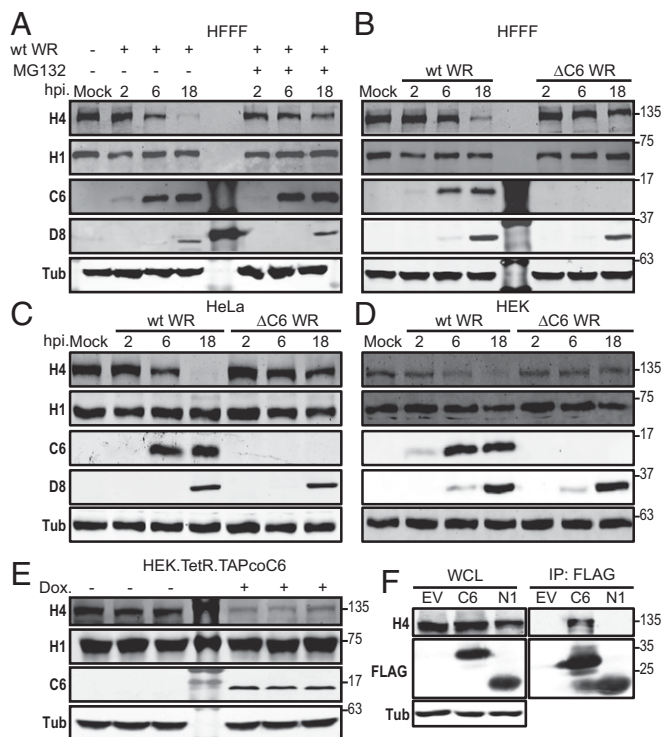 A
HFFF
wt WR - + + + + + +
MG132 - - - - + + +
hpi. Mock 2 6 18 2 6 18
H4
H1
C6
D8
Tub
B
HFFF
wt WR ΔC6 WR
Mock 2 6 18 2 6 18
135
75
17
37
63
C
HeLa
wt WR ΔC6 WR
hpi. Mock 2 6 18 2 6 18
H4
H1
C6
D8
Tub
D
HEK
wt WR ΔC6 WR
Mock 2 6 18 2 6 18
135
75
17
37
63
E
HEK.TetR.TAPcoC6
Dox. - - - + + +
H4 135
H1 75
C6 17
Tub 63
F
WCL IP: FLAG
EV C6 N1 EV C6 N1
H4 135
FLAG 35
25
Tub